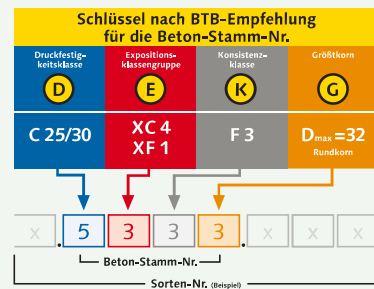 Schlüssel nach BTB-Empfehlung
für die Beton-Stamm-Nr.
Druckfestig-
keitsklasse
Expositions-
klassengruppe
Konsistenz-
klasse
Größtkorn
D E K G
C 25/30
XC 4
XF 1
F 3
Dmax=32
Rundkorn
x . 5 3 3 3 . x x x
Beton-Stamm-Nr.
Sorten-Nr. (Beispiel)